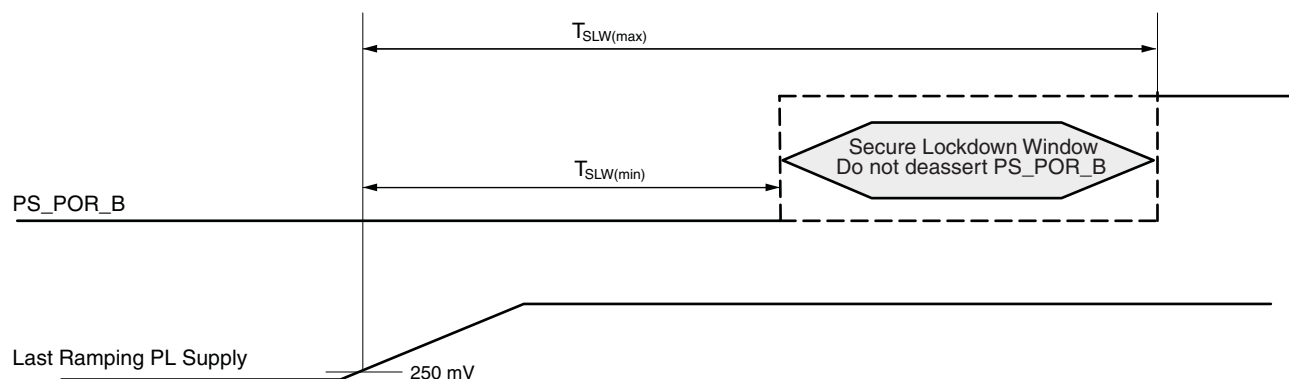 TSLW(max)
Secure Lockdown Window
Do not deassert PS_POR_B
TSLW(min)
PS_POR_B
Last Ramping PL Supply
250 mV